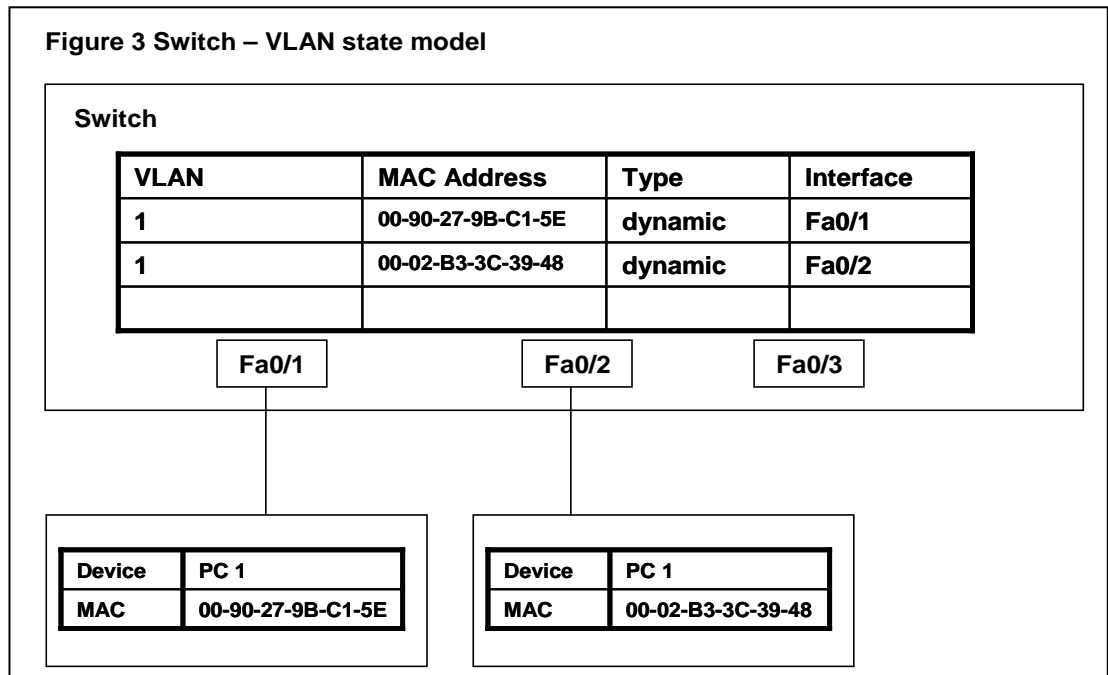 Figure 3 Switch – VLAN state model
Switch
VLAN MAC Address Type Interface
1 00-90-27-9B-C1-5E dynamic Fa0/1
1 00-02-B3-3C-39-48 dynamic Fa0/2
Fa0/1 Fa0/2 Fa0/3
Device PC 1
MAC 00-90-27-9B-C1-5E
Device PC 1
MAC 00-02-B3-3C-39-48